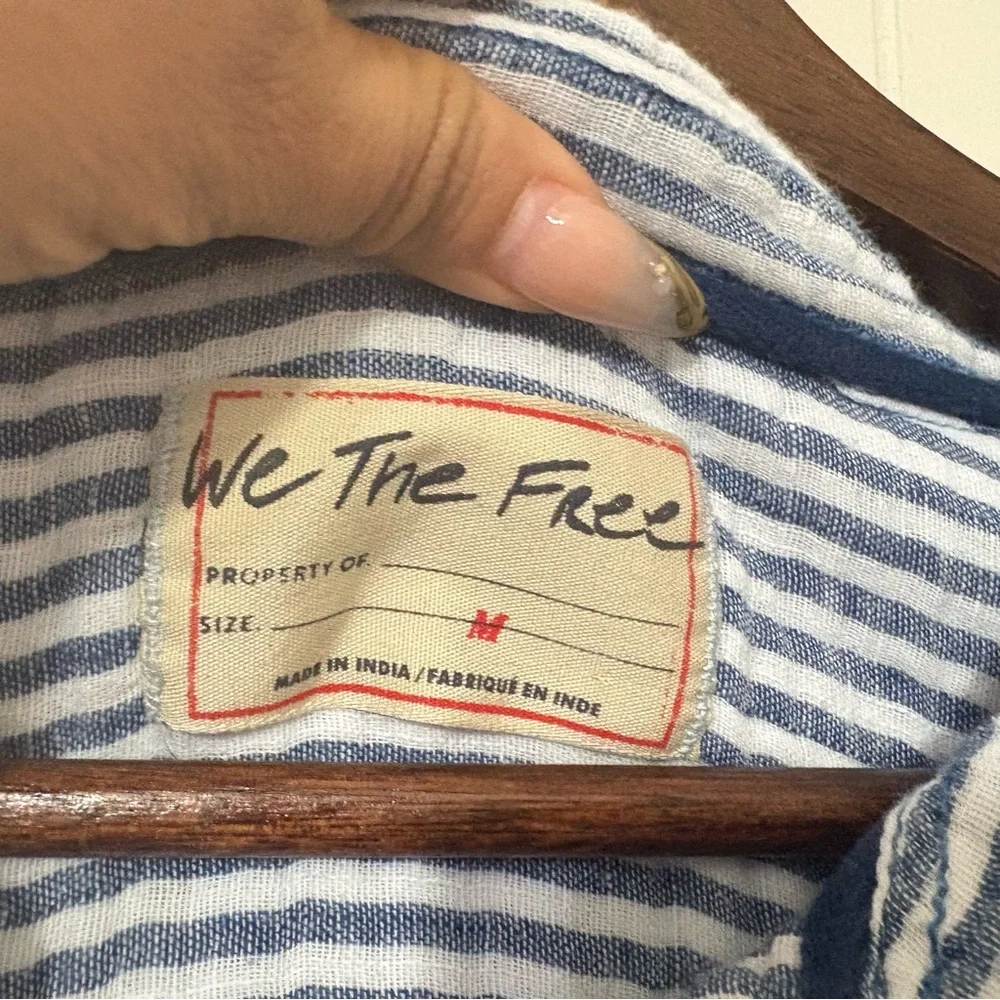 We The Free
PROPERTY OF.
SIZE. M
MADE IN INDIA / FABRIQUÉ EN INDE